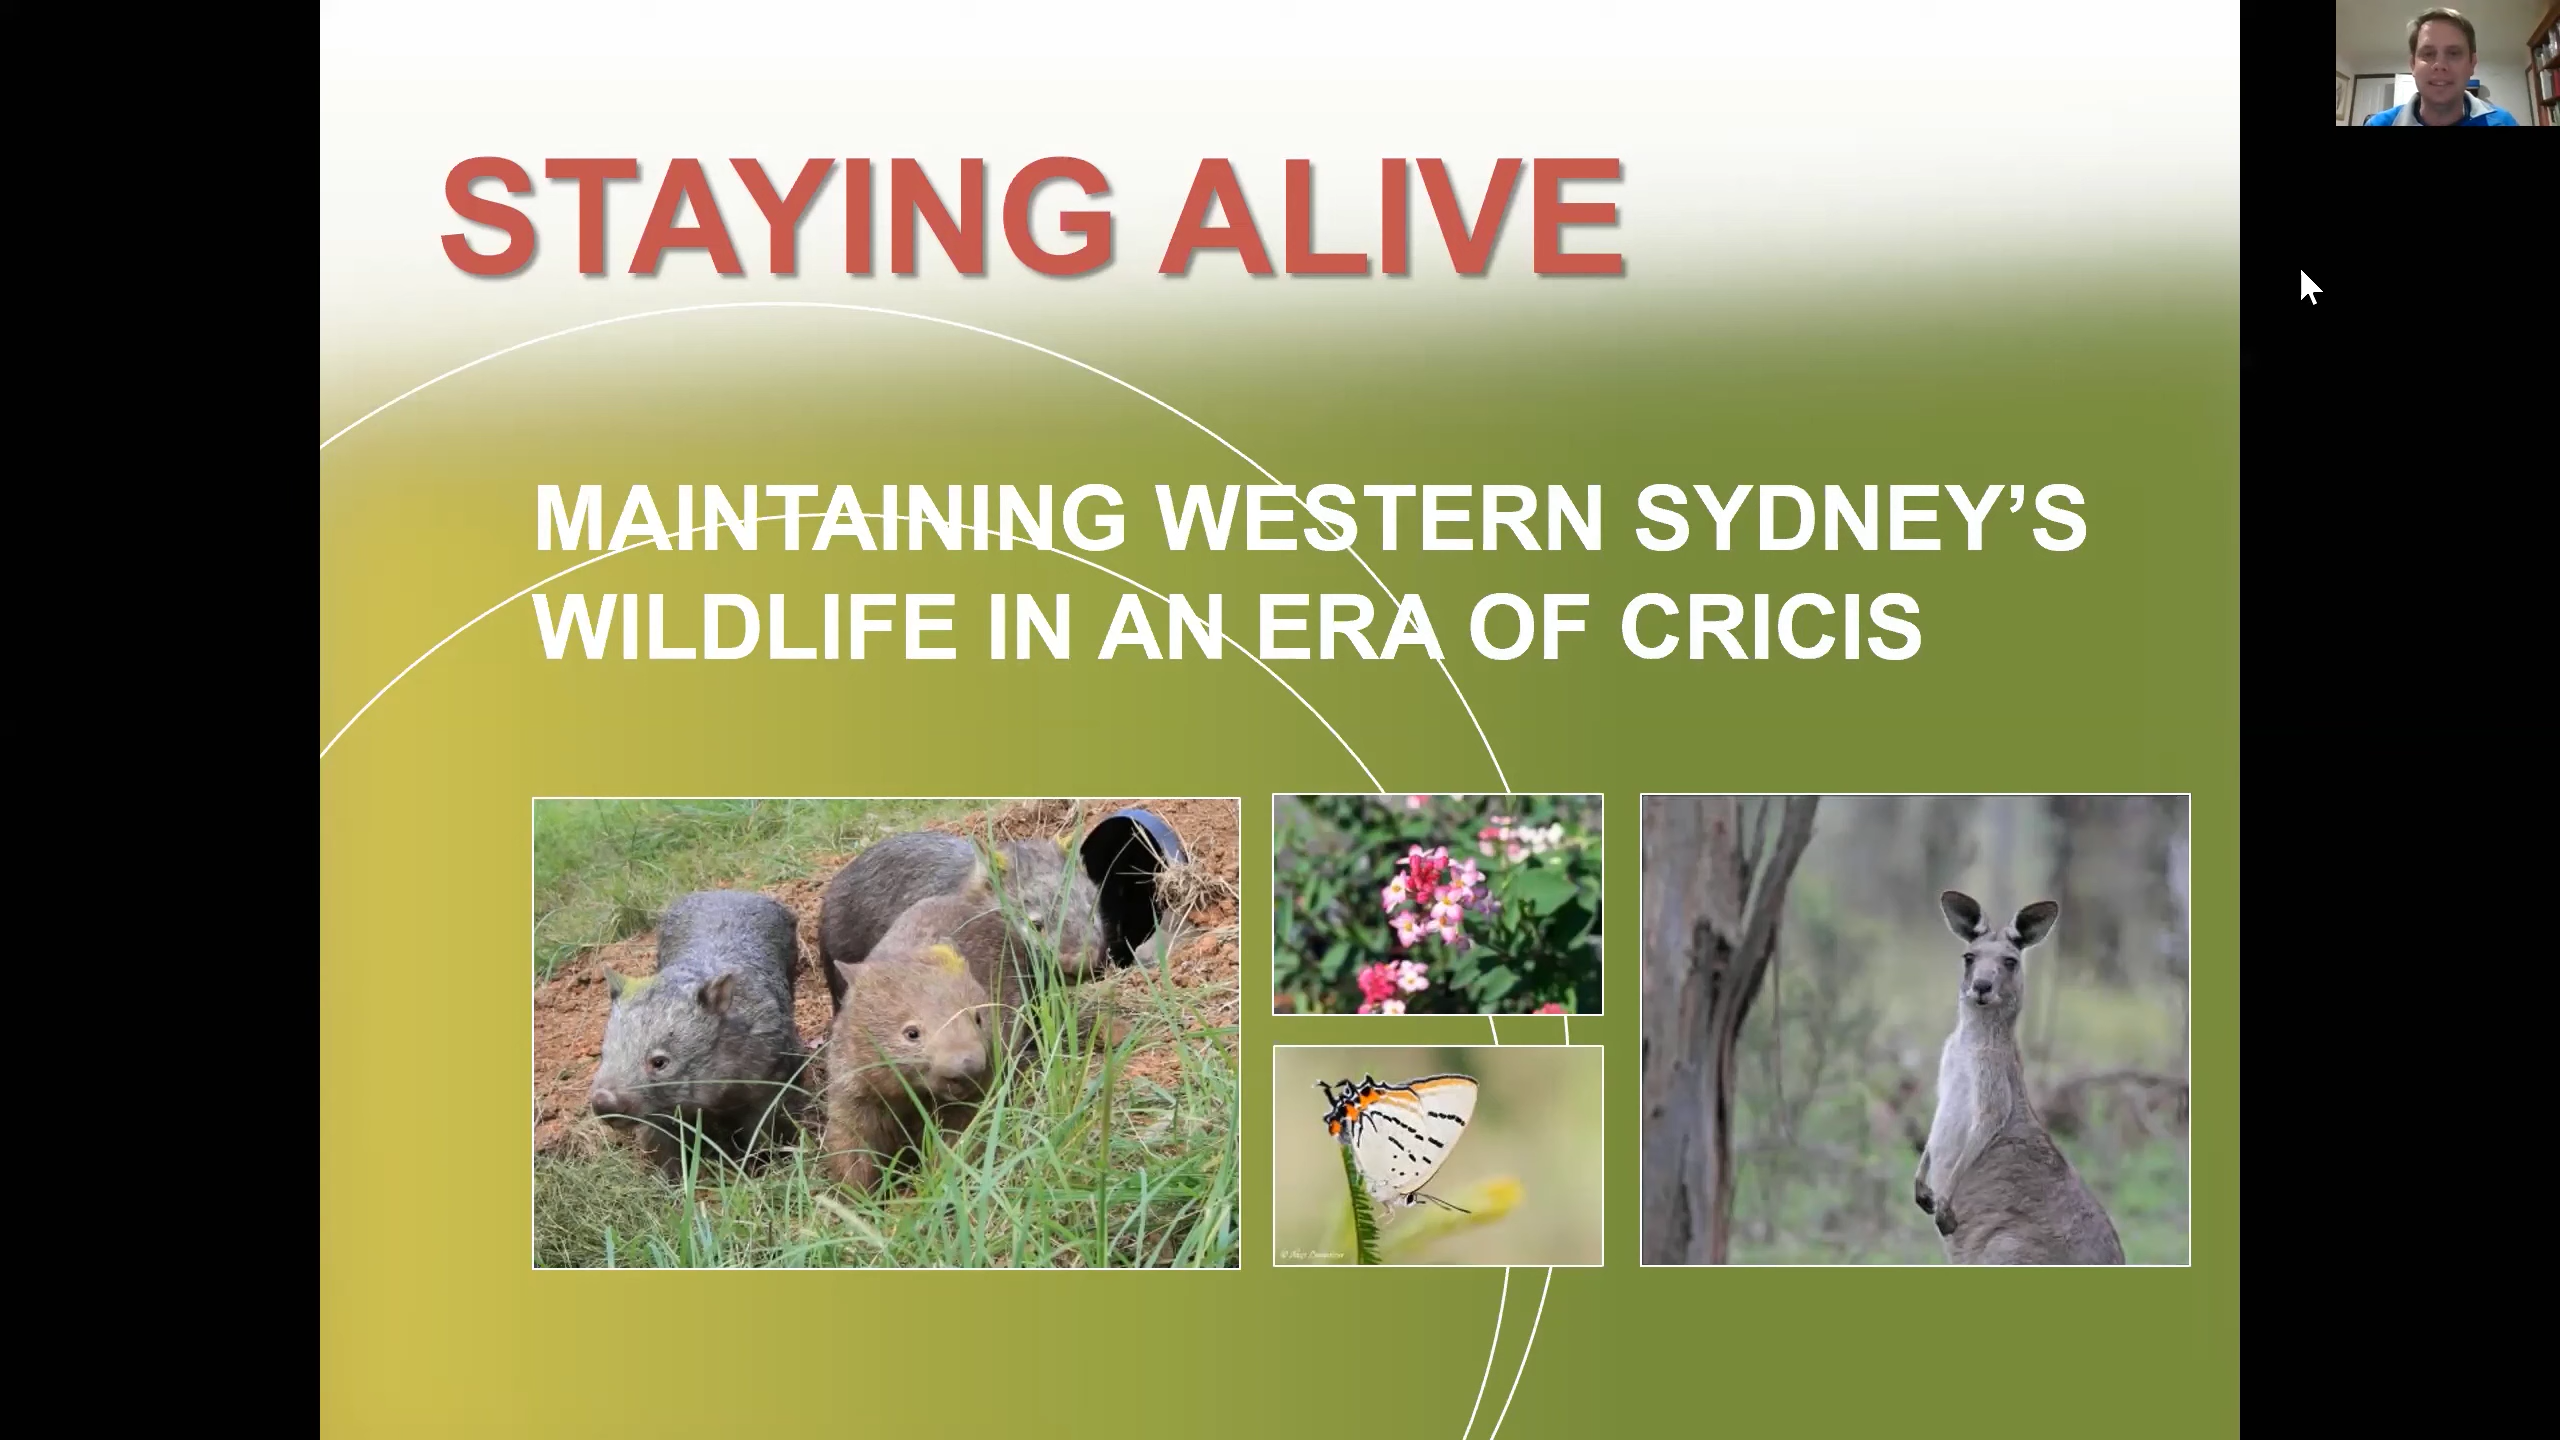 STAYING ALIVE
MAINTAINING WESTERN SYDNEY’S
WILDLIFE IN AN ERA OF CRICIS